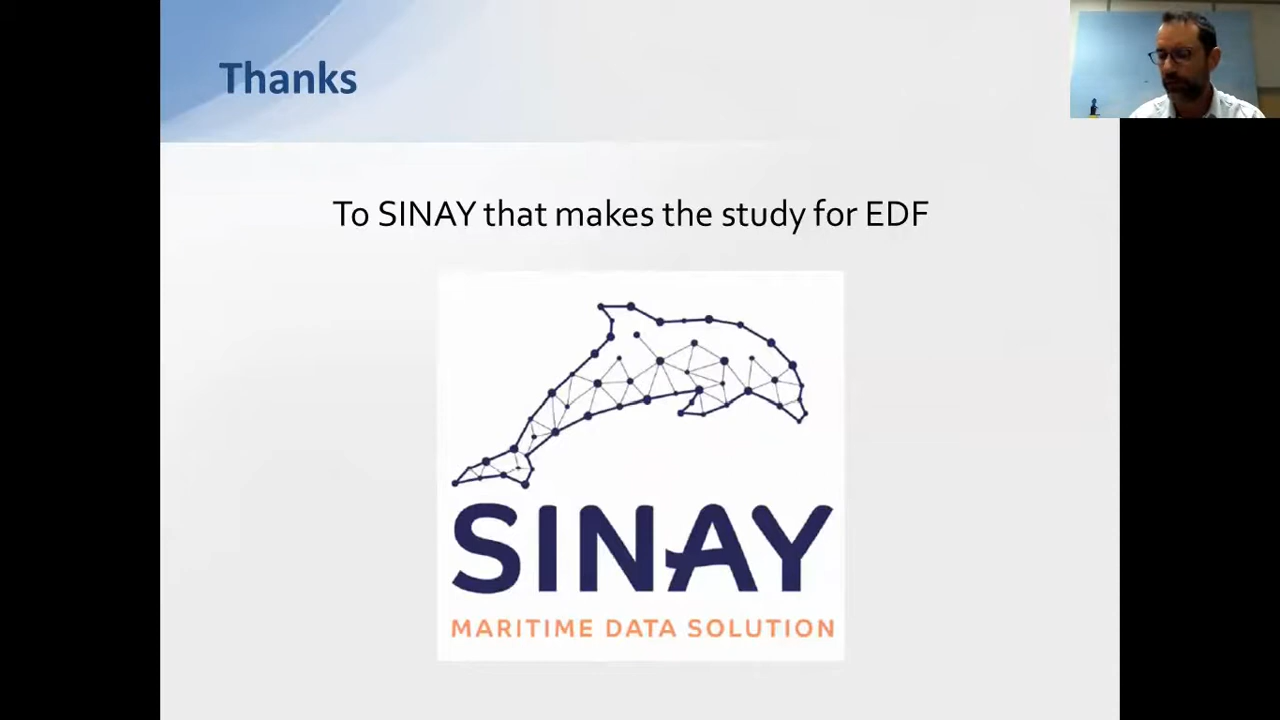 Thanks
To SINAY that makes the study for EDF
SINAY
MARITIME DATA SOLUTION